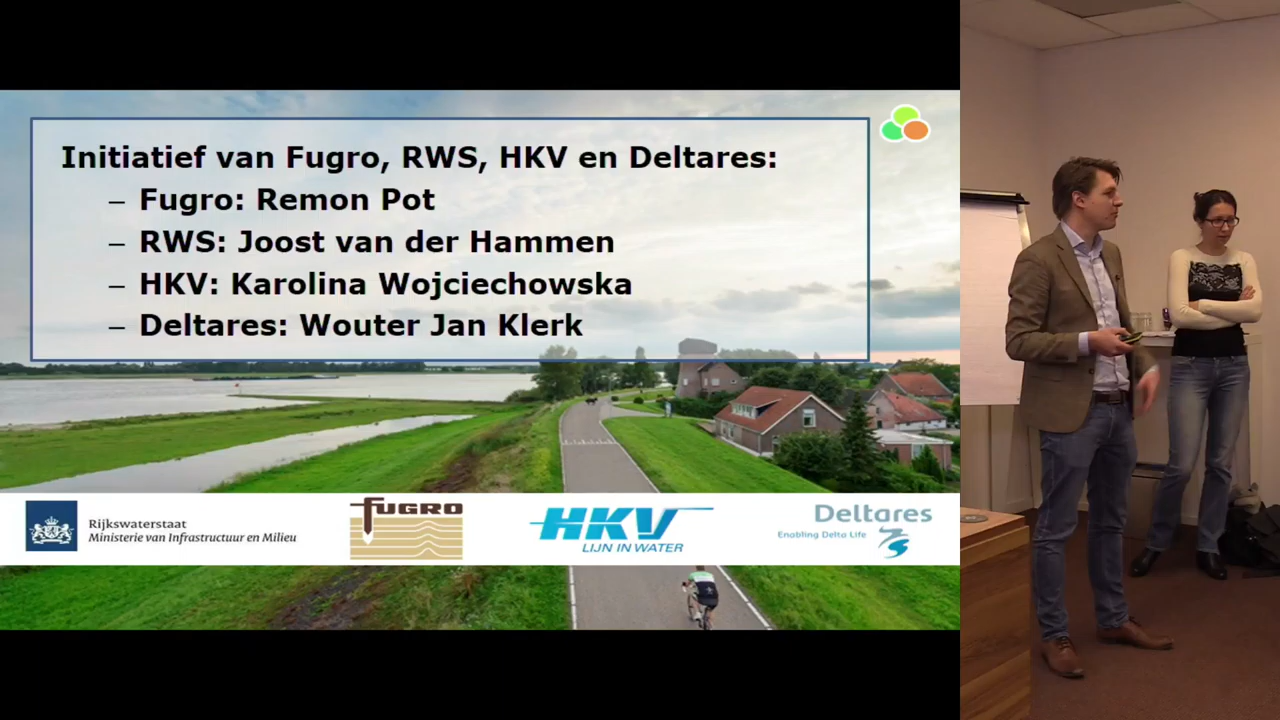 Initiatief van Fugro, RWS, HKV en Deltares:
– Fugro: Remon Pot
– RWS: Joost van der Hammen
– HKV: Karolina Wojciechowska
– Deltares: Wouter Jan Klerk
Rijkswaterstaat
Ministerie van Infrastructuur en Milieu
FUGRO
HKV
LIJN IN WATER
Deltares
Enabling Delta Life